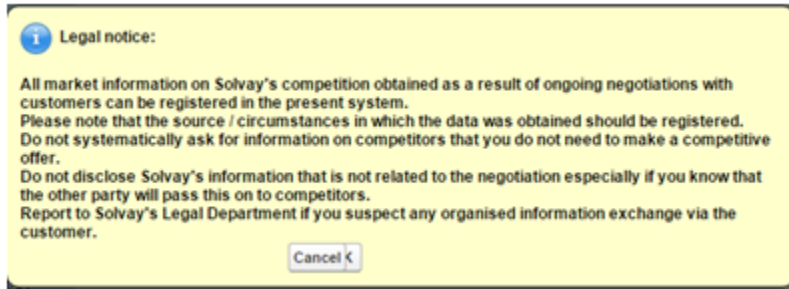 Legal notice:
All market information on Solvay's competition obtained as a result of ongoing negotiations with
customers can be registered in the present system.
Please note that the source / circumstances in which the data was obtained should be registered.
Do not systematically ask for information on competitors that you do not need to make a competitive
offer.
Do not disclose Solvay's information that is not related to the negotiation especially if you know that
the other party will pass this on to competitors.
Report to Solvay's Legal Department if you suspect any organised information exchange via the
customer.
Cancel